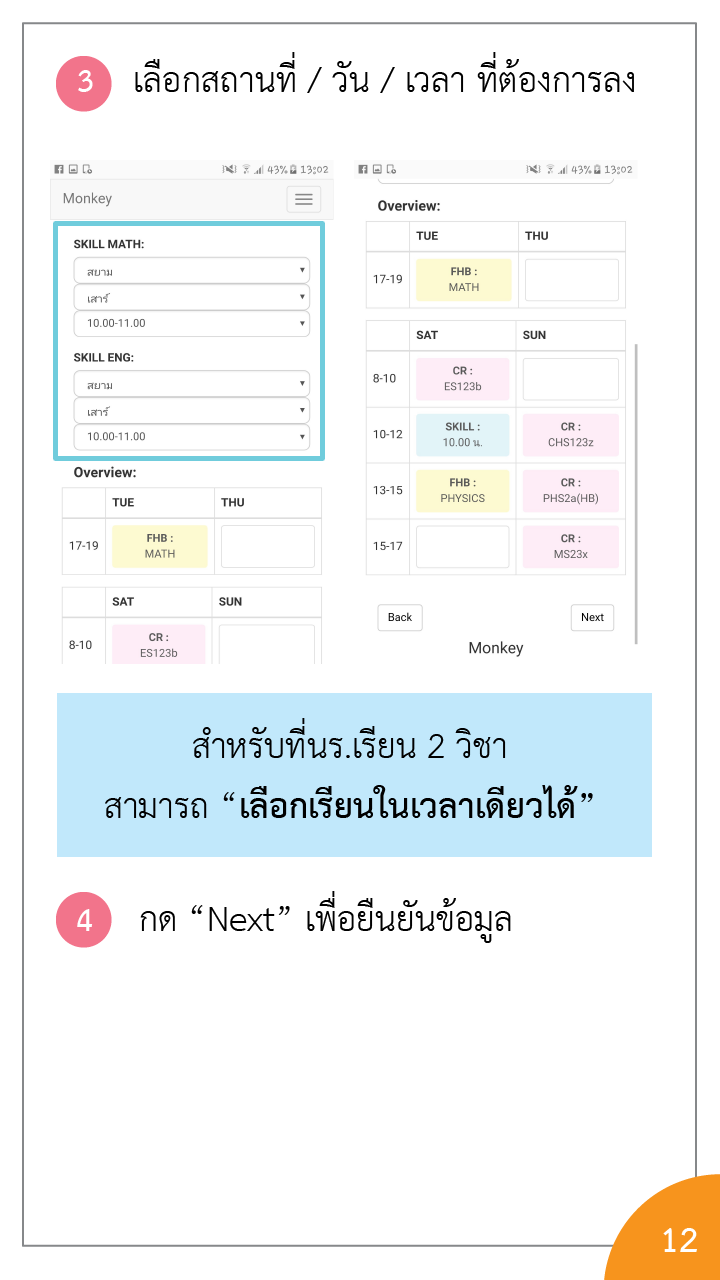 3 เลือกสถานที่ / วัน / เวลา ที่ต้องการลง
43% 13:02
Monkey
SKILL MATH:
สยาม
เสาร์
10.00-11.00
SKILL ENG:
สยาม
เสาร์
10.00-11.00
Overview:
TUE THU
17-19 FHB :
MATH
SAT SUN
8-10 CR :
ES123b
43% 13:02
Overview:
TUE THU
17-19 FHB :
MATH
SAT SUN
8-10 CR :
ES123b
10-12 SKILL : CR :
10.00 น. CHS123z
13-15 FHB : CR :
PHYSICS PHS2a(HB)
15-17 CR :
MS23x
Back Next
Monkey
สำหรับที่นร.เรียน 2 วิชา
สามารถ “เลือกเรียนในเวลาเดียวได้”
4 กด “Next” เพื่อยืนยันข้อมูล
12